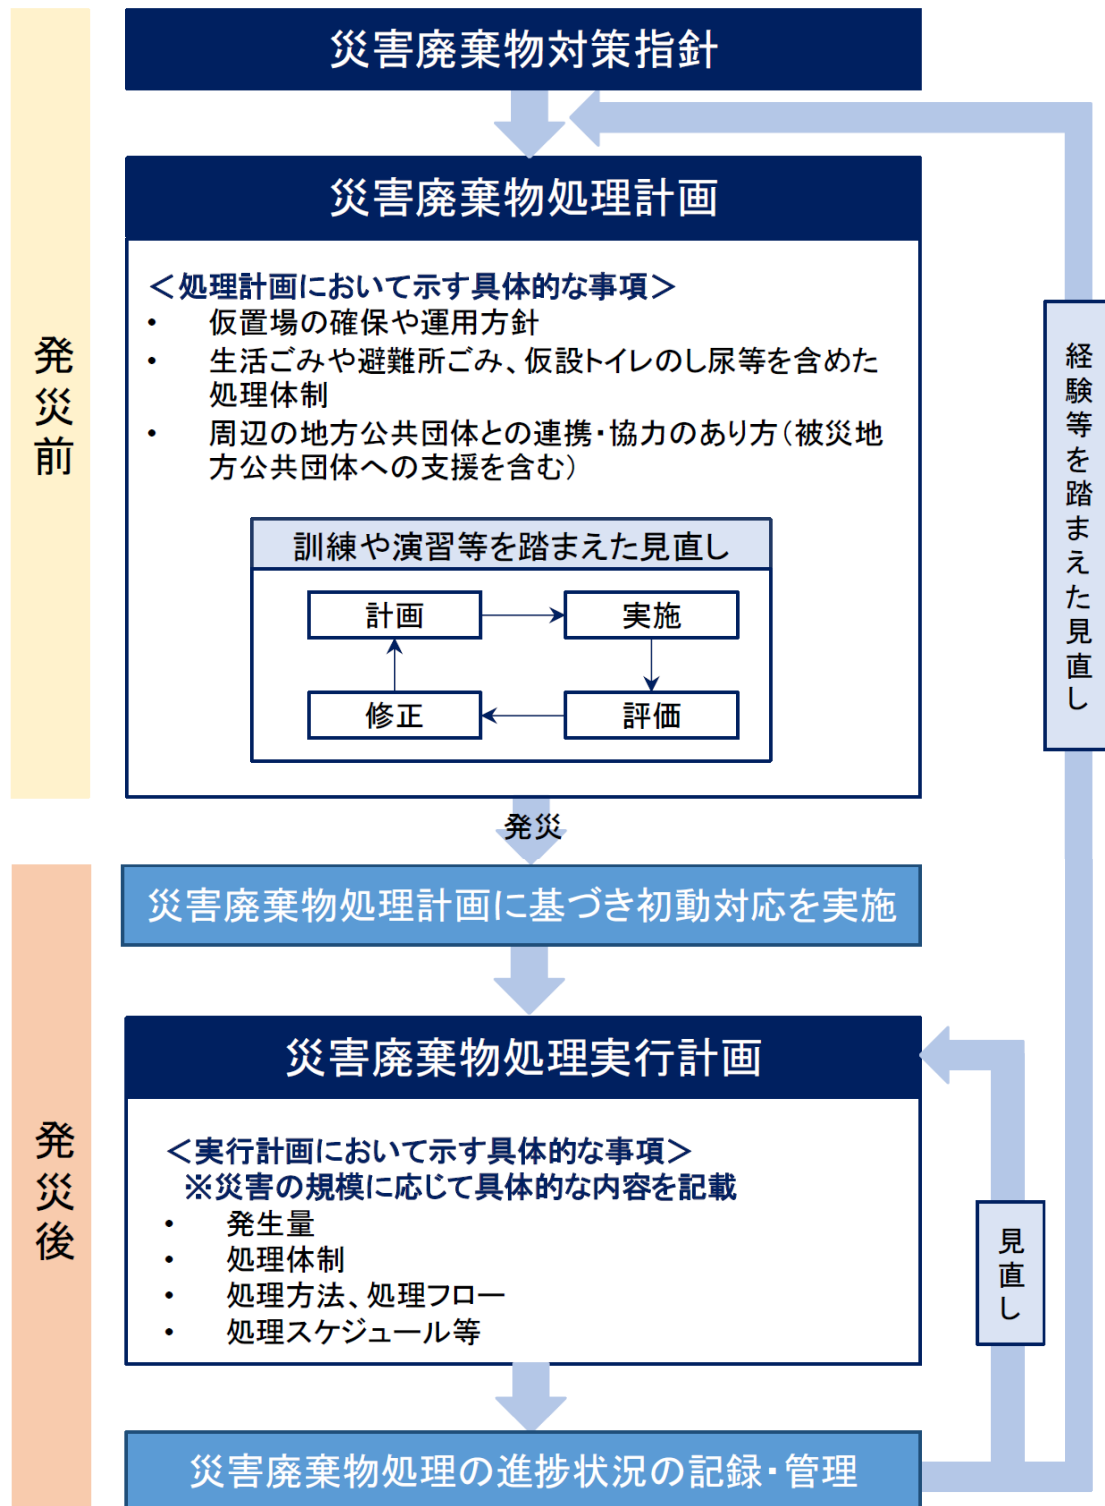 災害廃棄物対策指針
災害廃棄物処理計画
＜処理計画において示す具体的な事項＞
• 仮置場の確保や運用方針
• 生活ごみや避難所ごみ、仮設トイレのし尿等を含めた
処理体制
• 周辺の地方公共団体との連携・協力のあり方（被災地
方公共団体への支援を含む）
訓練や演習等を踏まえた見直し
計画
実施
修正
評価
発災前
経験等を踏まえた見直し
発災
災害廃棄物処理計画に基づき初動対応を実施
災害廃棄物処理実行計画
＜実行計画において示す具体的な事項＞
※災害の規模に応じて具体的な内容を記載
• 発生量
• 処理体制
• 処理方法、処理フロー
• 処理スケジュール等
発災後
見直し
災害廃棄物処理の進捗状況の記録・管理